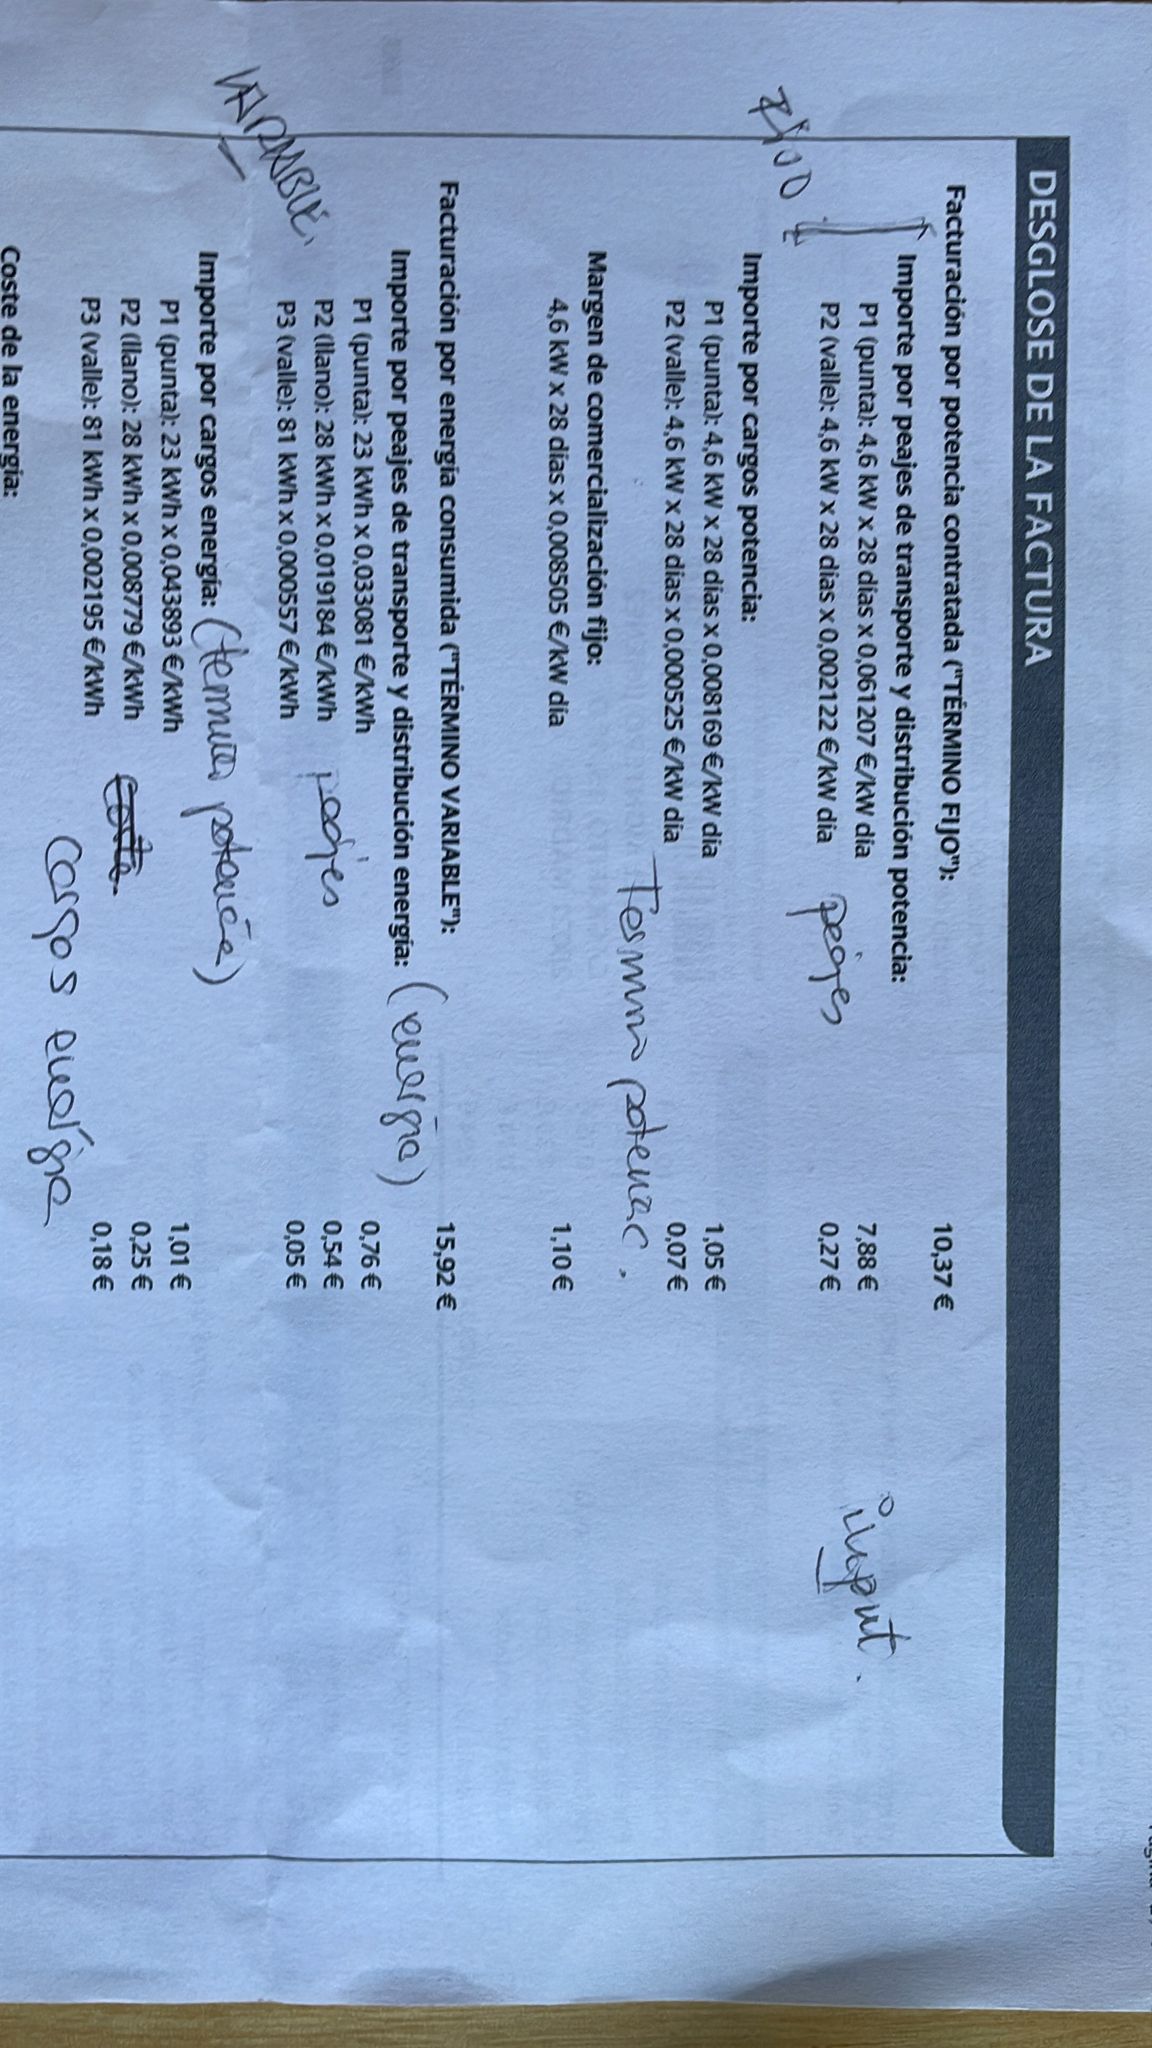 DESGLOSE DE LA FACTURA
Facturación por potencia contratada ("TÉRMINO FIJO"): 10,37 €
Importe por peajes de transporte y distribución potencia:
P1 (punta): 4,6 kW x 28 días x 0,061207 €/kW día 7,88 €
input.
P2 (valle): 4,6 kW x 28 días x 0,002122 €/kW día peajes 0,27 €
FIJO
Importe por cargos potencia:
P1 (punta): 4,6 kW x 28 días x 0,008169 €/kW día 1,05 €
P2 (valle): 4,6 kW x 28 días x 0,000525 €/kW día 0,07 €
Termino
Margen de comercialización fijo:
4,6 kW x 28 días x 0,008505 €/kW día 1,10 €
Facturación por energía consumida ("TÉRMINO VARIABLE"): 15,92 €
Importe por peajes de transporte y distribución energía: (energía)
P1 (punta): 23 kWh x 0,033081 €/kWh 0,76 €
P2 (llano): 28 kWh x 0,019184 €/kWh peajes 0,54 €
P3 (valle): 81 kWh x 0,000557 €/kWh 0,05 €
VARIABLE.
Importe por cargos energía: (termino potencia)
P1 (punta): 23 kWh x 0,043893 €/kWh 1,01 €
P2 (llano): 28 kWh x 0,008779 €/kWh 0,25 €
P3 (valle): 81 kWh x 0,002195 €/kWh 0,18 €
cargos energía
Coste de la energía: